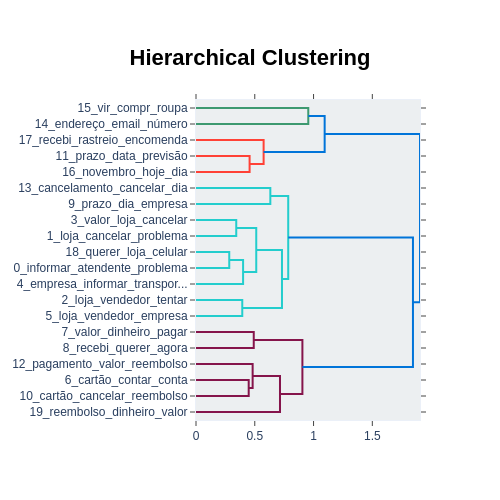 Hierarchical Clustering
15_vir_compr_roupa
14_endereço_email_número
17_recebi_rastreio_encomenda
11_prazo_data_previsão
16_novembro_hoje_dia
13_cancelamento_cancelar_dia
9_prazo_dia_empresa
3_valor_loja_cancelar
1_loja_cancelar_problema
18_querer_loja_celular
0_informar_atendente_problema
4_empresa_informar_transpor...
2_loja_vendedor_tentar
5_loja_vendedor_empresa
7_valor_dinheiro_pagar
8_recebi_querer_agora
12_pagamento_valor_reembolso
6_cartão_contar_conta
10_cartão_cancelar_reembolso
19_reembolso_dinheiro_valor
0 0.5 1 1.5